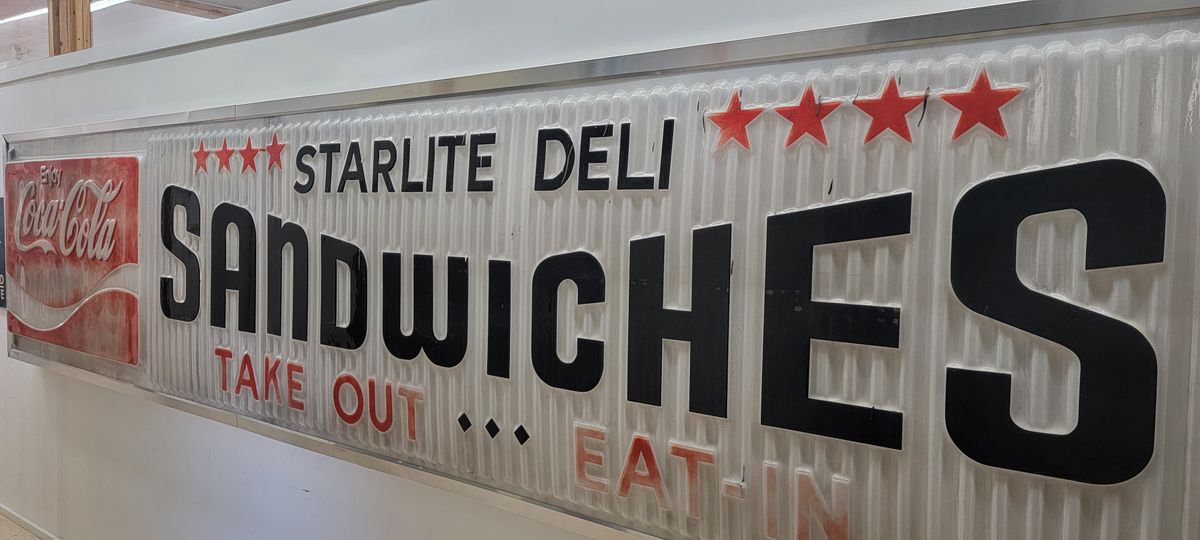 Enjoy
Coca-Cola
STARLITE DELI
SANDWICHES
TAKE OUT ... EAT-IN